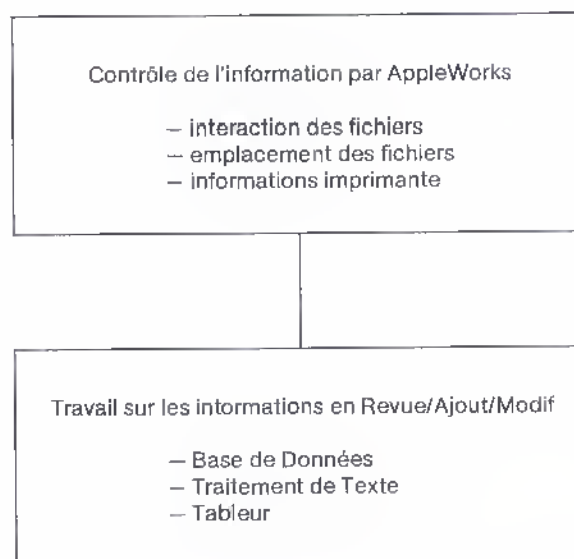 Contrôle de l'information par AppleWorks
– interaction des fichiers
– emplacement des fichiers
– informations imprimante
Travail sur les intormations en Revue/Ajout/Modif
– Base de Données
– Traitement de Texte
– Tableur